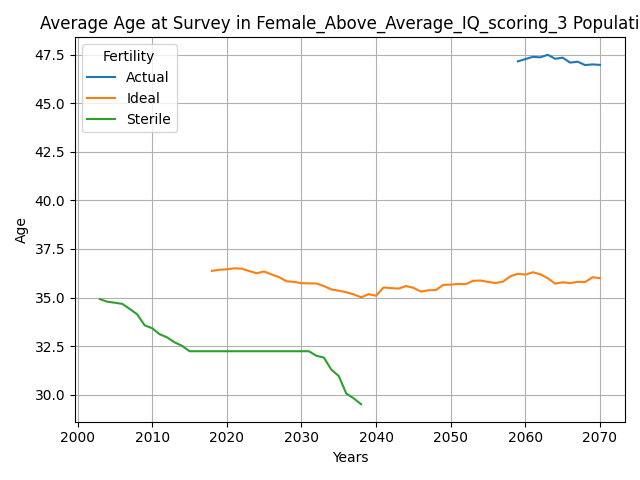 Average Age at Survey in Female_Above_Average_IQ_scoring_3 Populati
Fertility
Actual
Ideal
Sterile
47.5
45.0
42.5
40.0
37.5
35.0
32.5
30.0
Age
2000 2010 2020 2030 2040 2050 2060 2070
Years